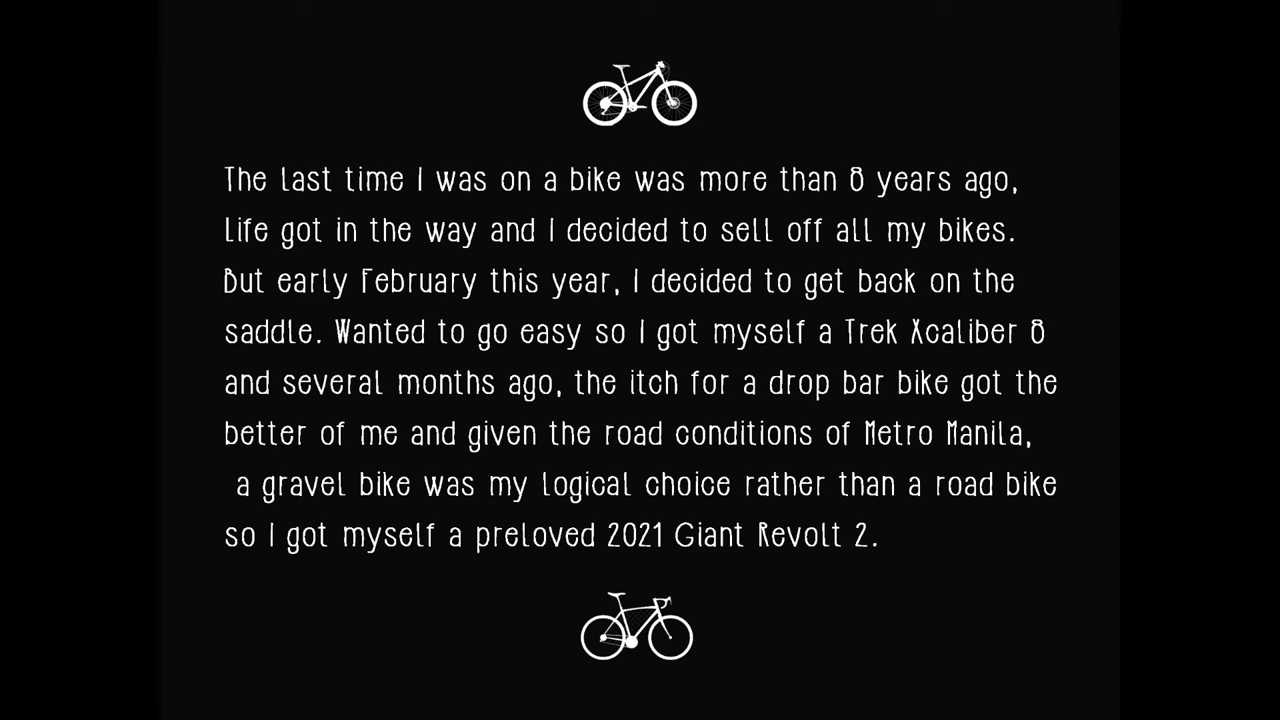 The last time I was on a bike was more than 8 years ago,
Life got in the way and I decided to sell off all my bikes.
But early February this year, I decided to get back on the
saddle. Wanted to go easy so I got myself a Trek Xcaliber 8
and several months ago, the itch for a drop bar bike got the
better of me and given the road conditions of Metro Manila,
a gravel bike was my logical choice rather than a road bike
so I got myself a preloved 2021 Giant Revolt 2.